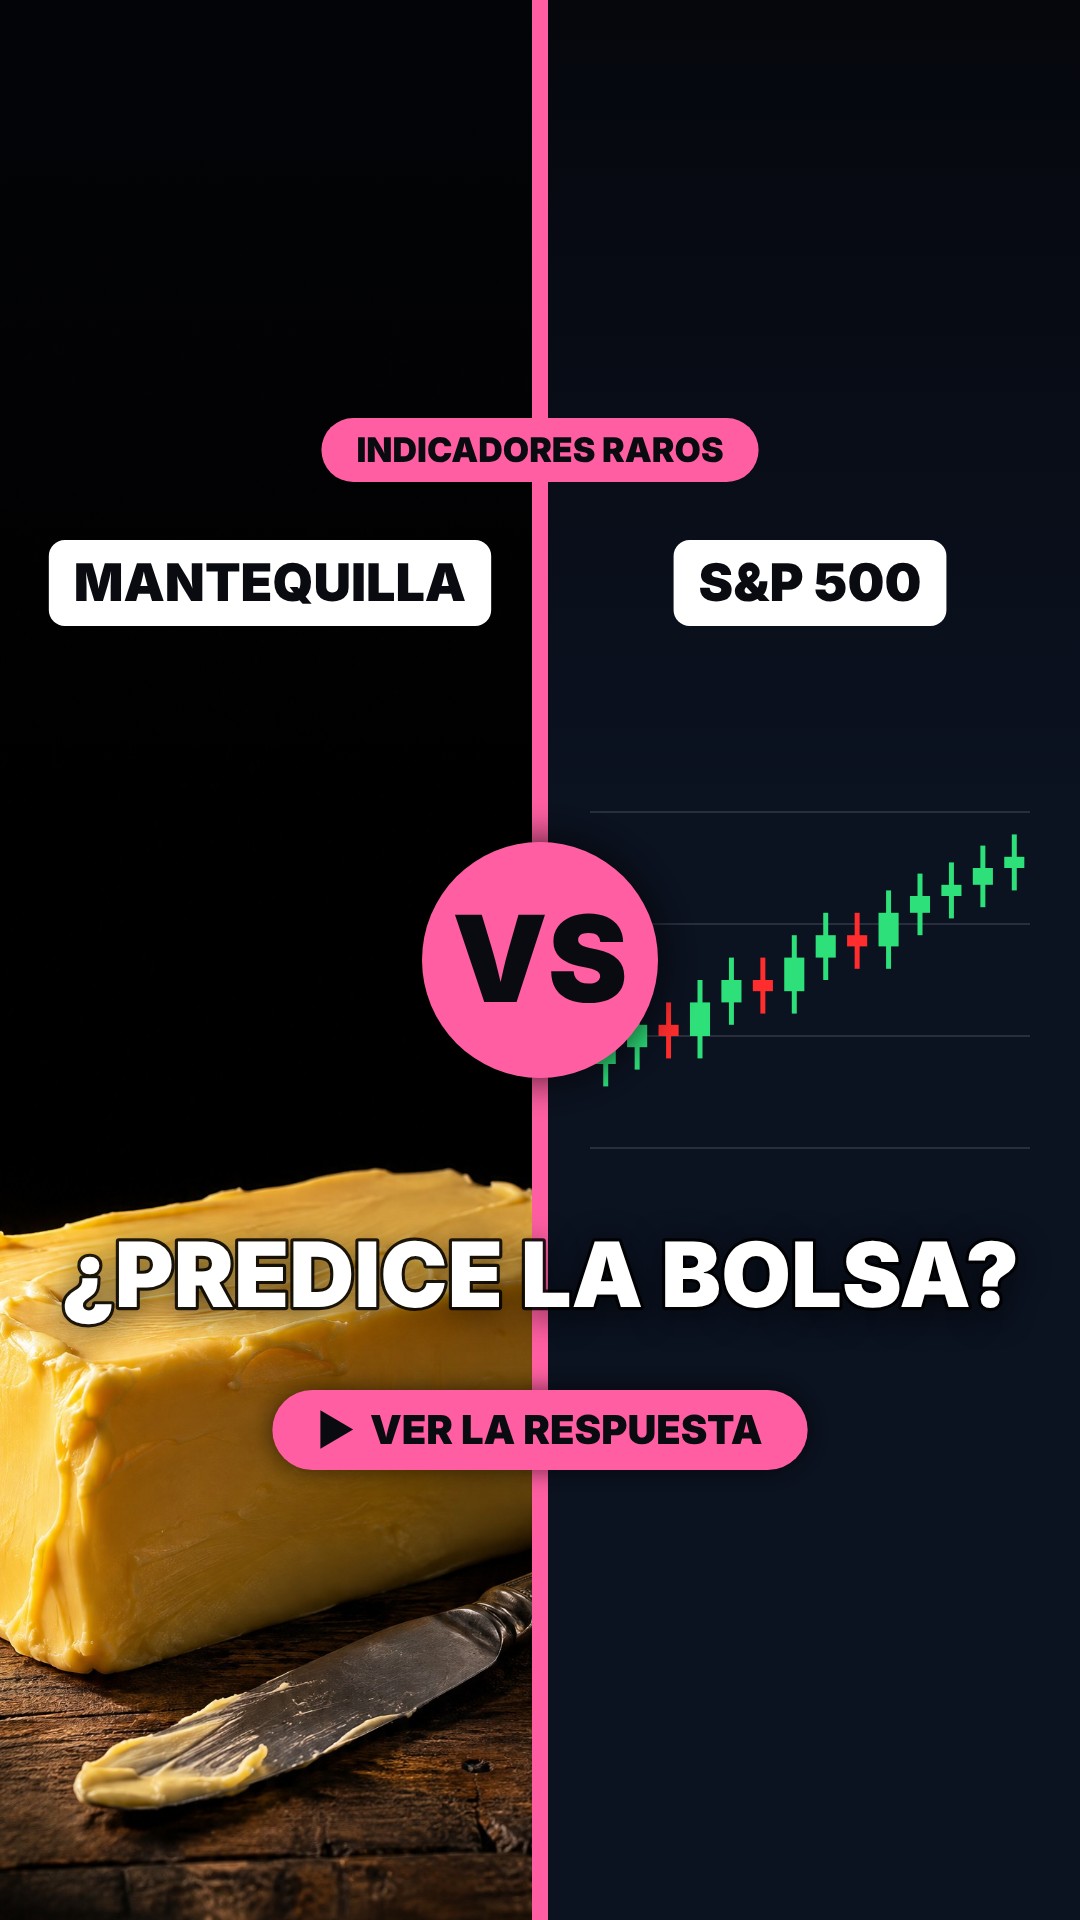 INDICADORES RAROS
MANTEQUILLA
S&P 500
VS
¿PREDICE LA BOLSA?
VER LA RESPUESTA